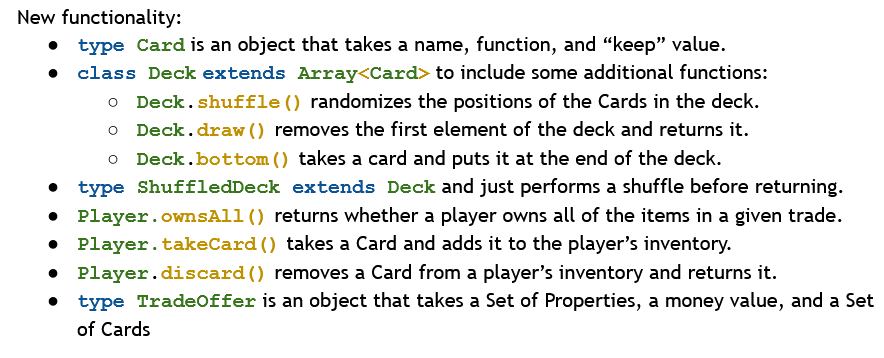 New functionality:
● type Card is an object that takes a name, function, and “keep” value.
● class Deck extends Array<Card> to include some additional functions:
○ Deck.shuffle() randomizes the positions of the Cards in the deck.
○ Deck.draw() removes the first element of the deck and returns it.
○ Deck.bottom() takes a card and puts it at the end of the deck.
● type ShuffledDeck extends Deck and just performs a shuffle before returning.
● Player.ownsAll() returns whether a player owns all of the items in a given trade.
● Player.takeCard() takes a Card and adds it to the player’s inventory.
● Player.discard() removes a Card from a player’s inventory and returns it.
● type TradeOffer is an object that takes a Set of Properties, a money value, and a Set
of Cards